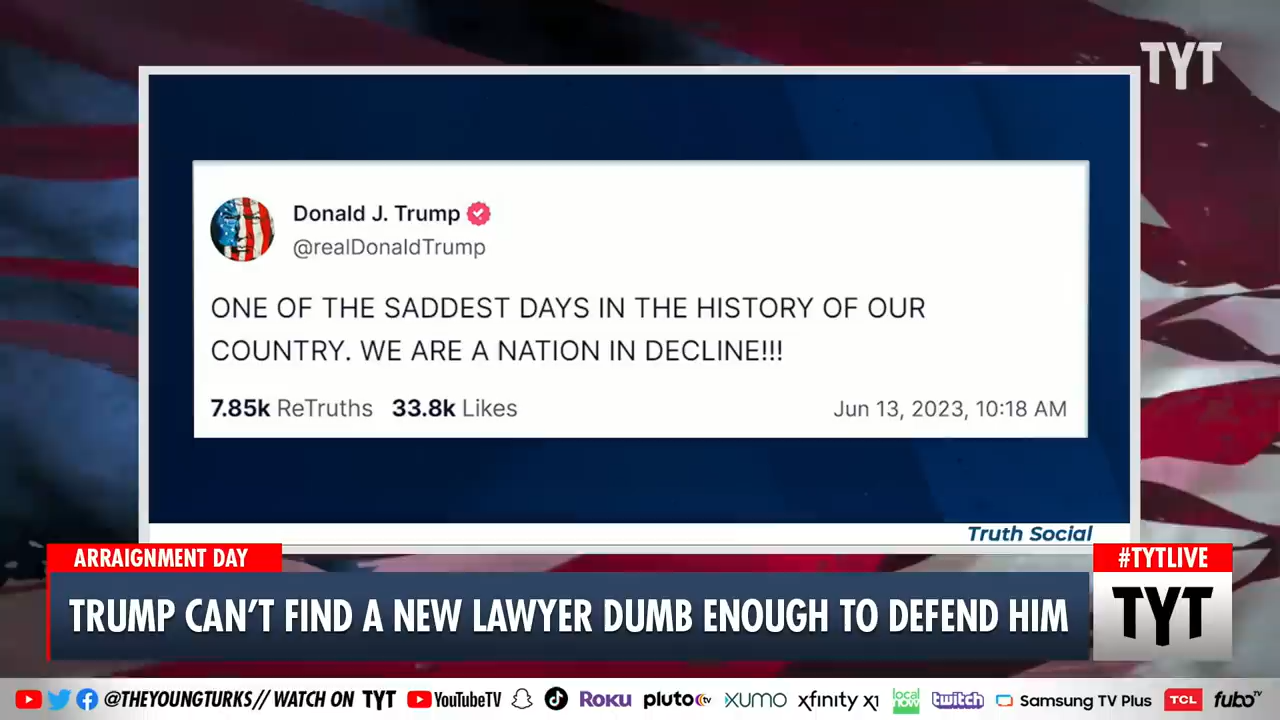 TYT
Donald J. Trump
@realDonaldTrump
ONE OF THE SADDEST DAYS IN THE HISTORY OF OUR
COUNTRY. WE ARE A NATION IN DECLINE!!!
7.85k ReTruths 33.8k Likes Jun 13, 2023, 10:18 AM
Truth Social
ARRAIGNMENT DAY
#TYTLIVE
TRUMP CAN'T FIND A NEW LAWYER DUMB ENOUGH TO DEFEND HIM
TYT
@THEYOUNGTURKS// WATCH ON TYT YouTubeTV Roku pluto tv XUMO xfinity x1 local now twitch Samsung TV Plus TCL fubo TV